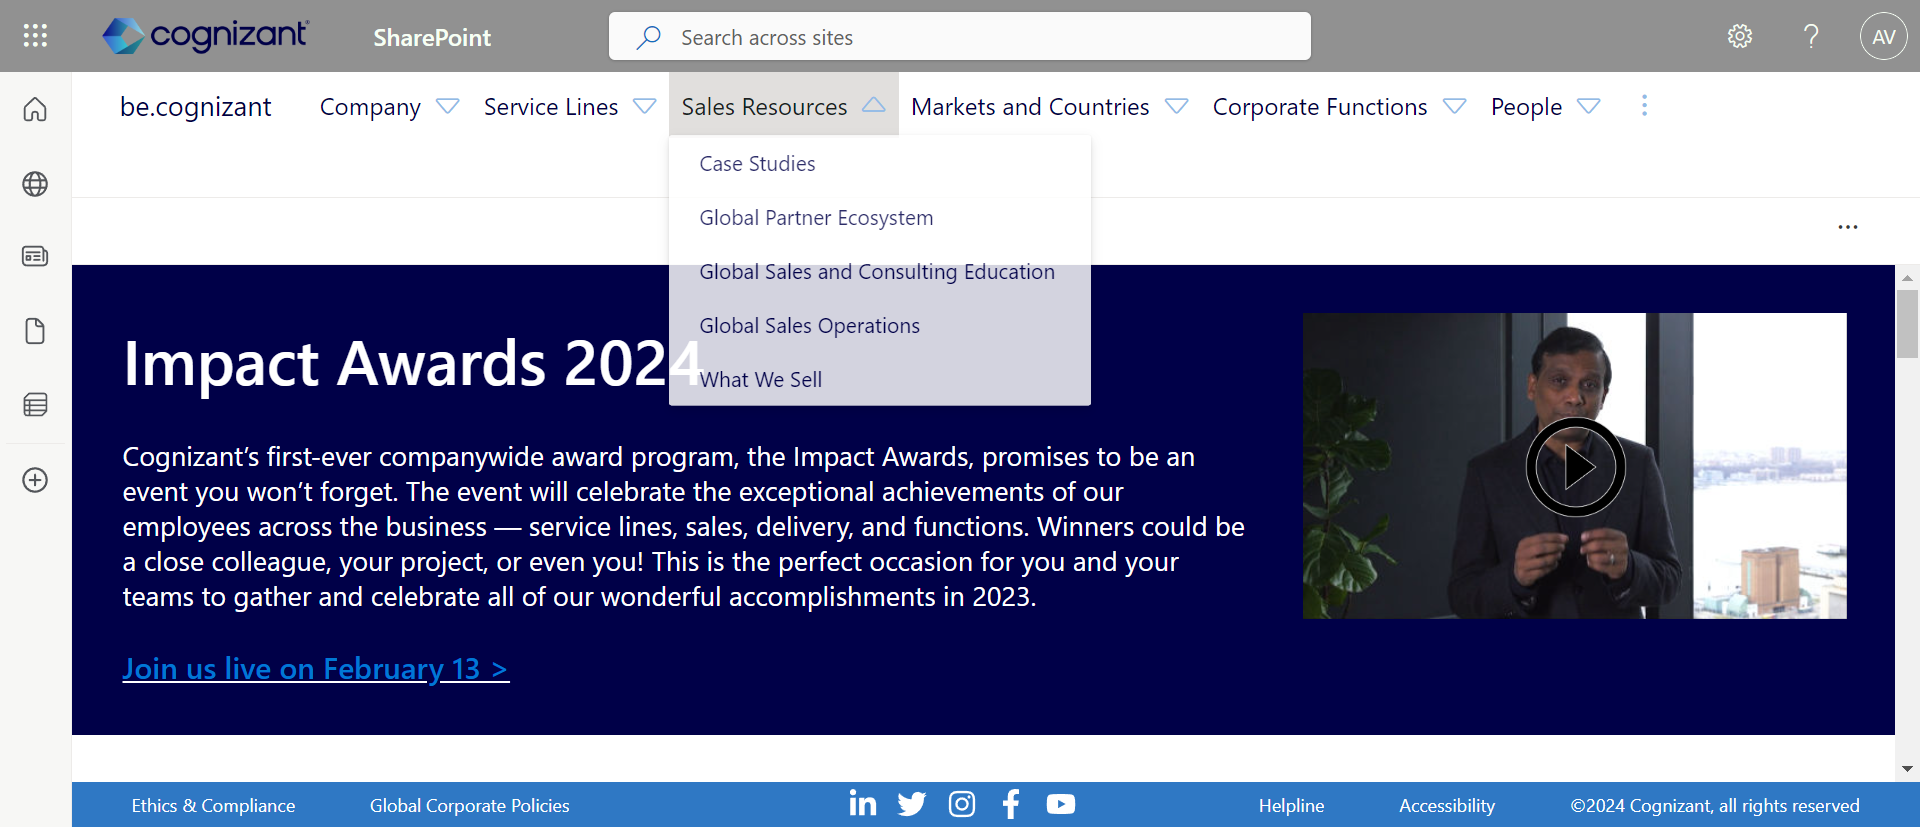 cognizant
SharePoint
Search across sites
AV
be.cognizant
Company
Service Lines
Sales Resources
Markets and Countries
Corporate Functions
People
Case Studies
Global Partner Ecosystem
Global Sales and Consulting Education
Global Sales Operations
What We Sell
Impact Awards 2024
Cognizant’s first-ever companywide award program, the Impact Awards, promises to be an
event you won’t forget. The event will celebrate the exceptional achievements of our
employees across the business — service lines, sales, delivery, and functions. Winners could be
a close colleague, your project, or even you! This is the perfect occasion for you and your
teams to gather and celebrate all of our wonderful accomplishments in 2023.
Join us live on February 13 >
Ethics & Compliance
Global Corporate Policies
Helpline
Accessibility
©2024 Cognizant, all rights reserved